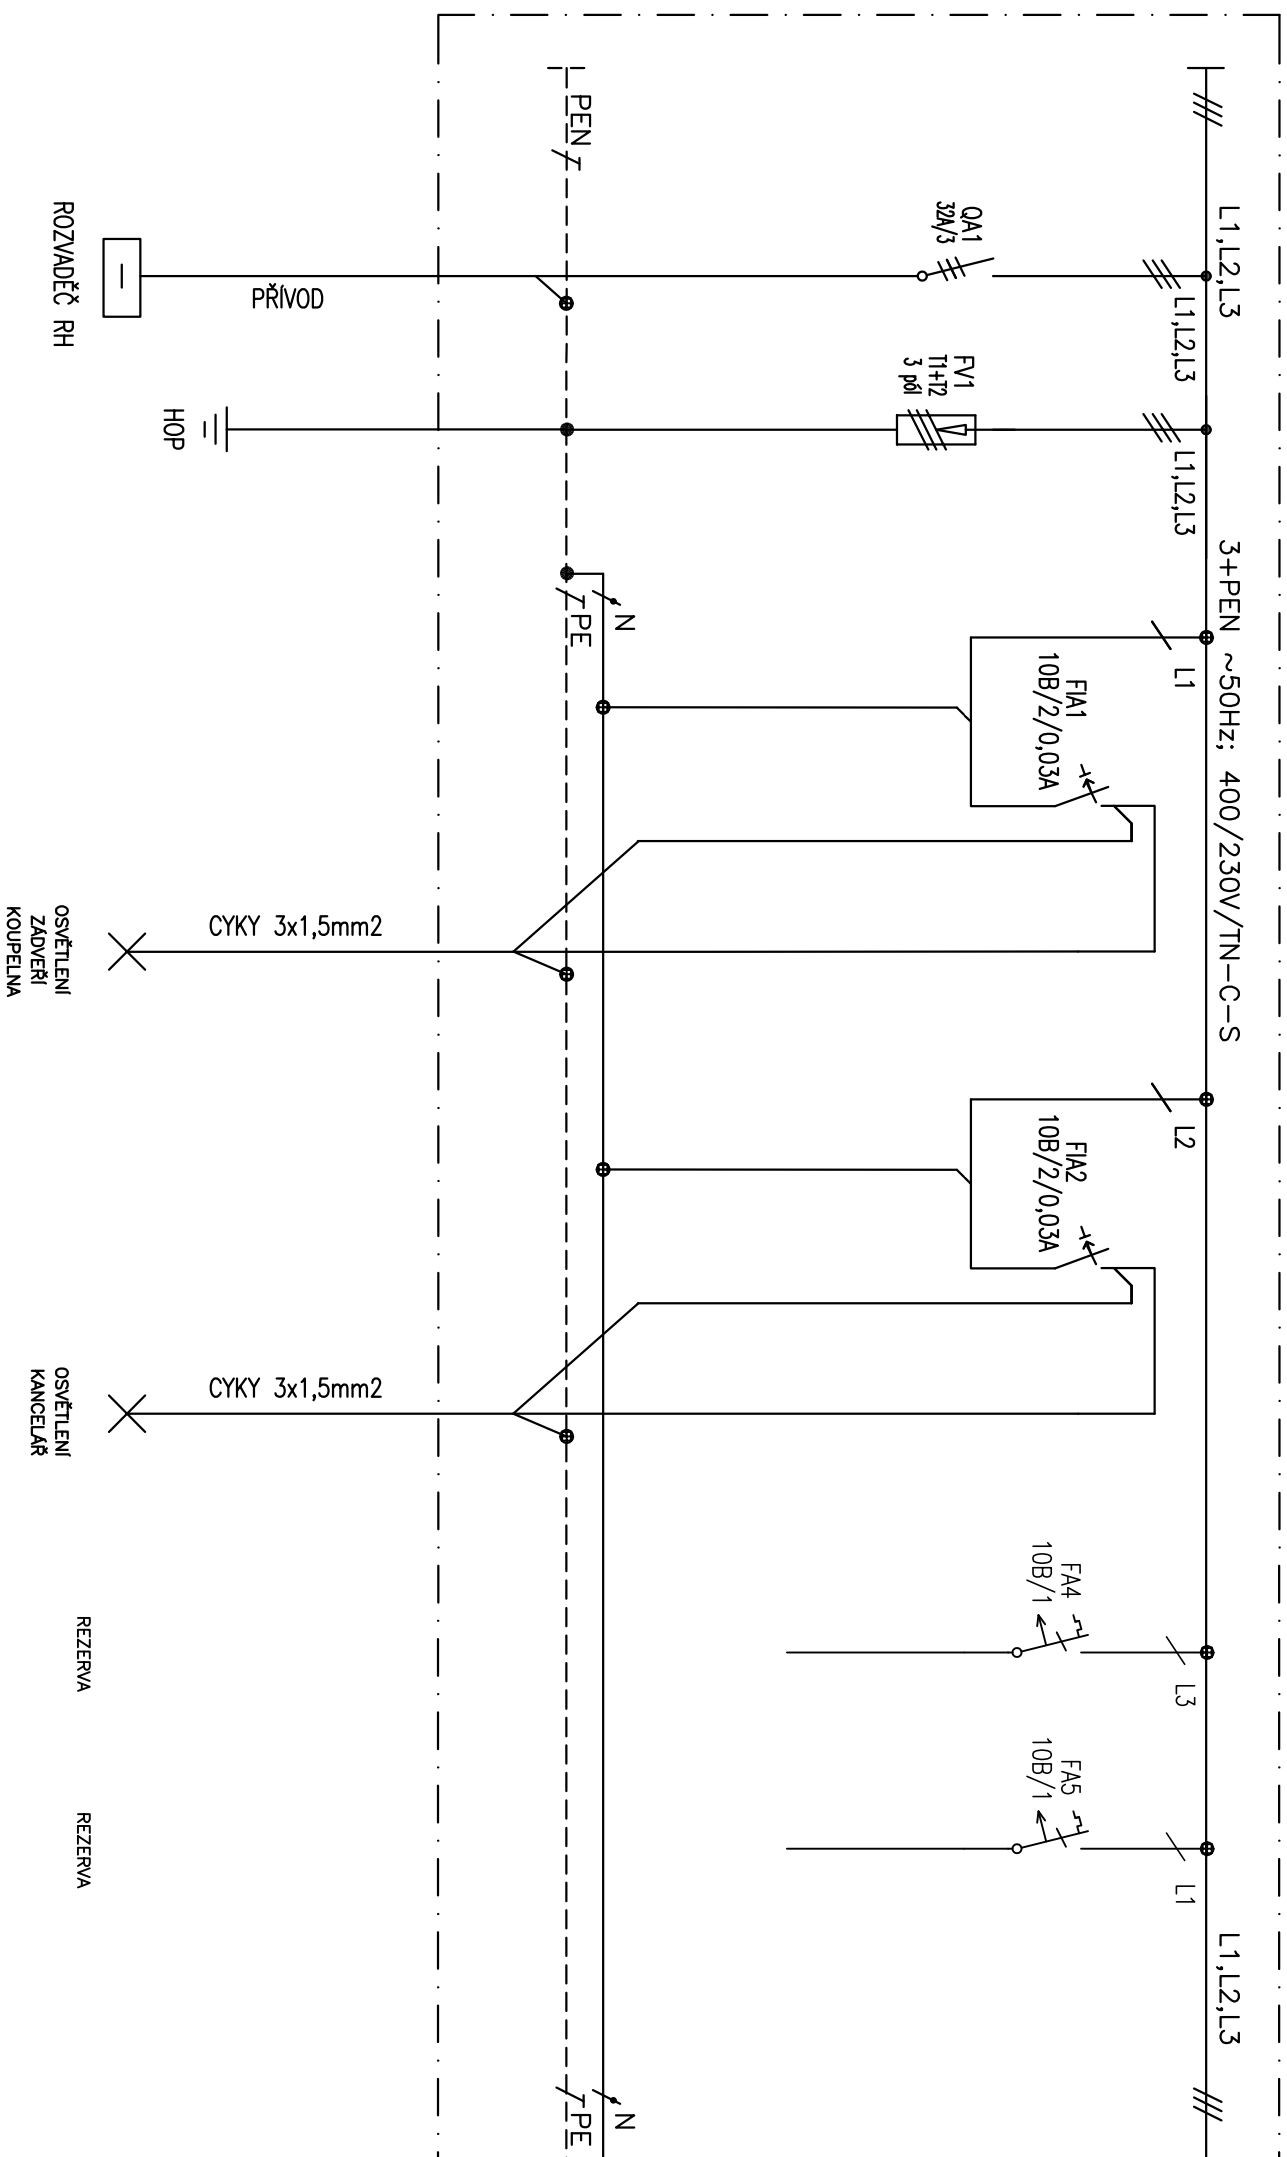 L1,L2,L3
3+PEN ~50Hz; 400/230V/TN-C-S
L1,L2,L3
L1,L2,L3
L1,L2,L3
L1
L2
L3
L1
QA1
32A/3
FV1
T1+T2
3 pól
FIA1
10B/2/0,03A
FIA2
10B/2/0,03A
FA4
10B/1
FA5
10B/1
N
N
PEN
PE
PE
PŘÍVOD
CYKY 3x1,5mm2
CYKY 3x1,5mm2
HOP
ROZVADĚČ RH
OSVĚTLENÍ
ZÁDVEŘÍ
KOUPELNA
OSVĚTLENÍ
KANCELÁŘ
REZERVA
REZERVA